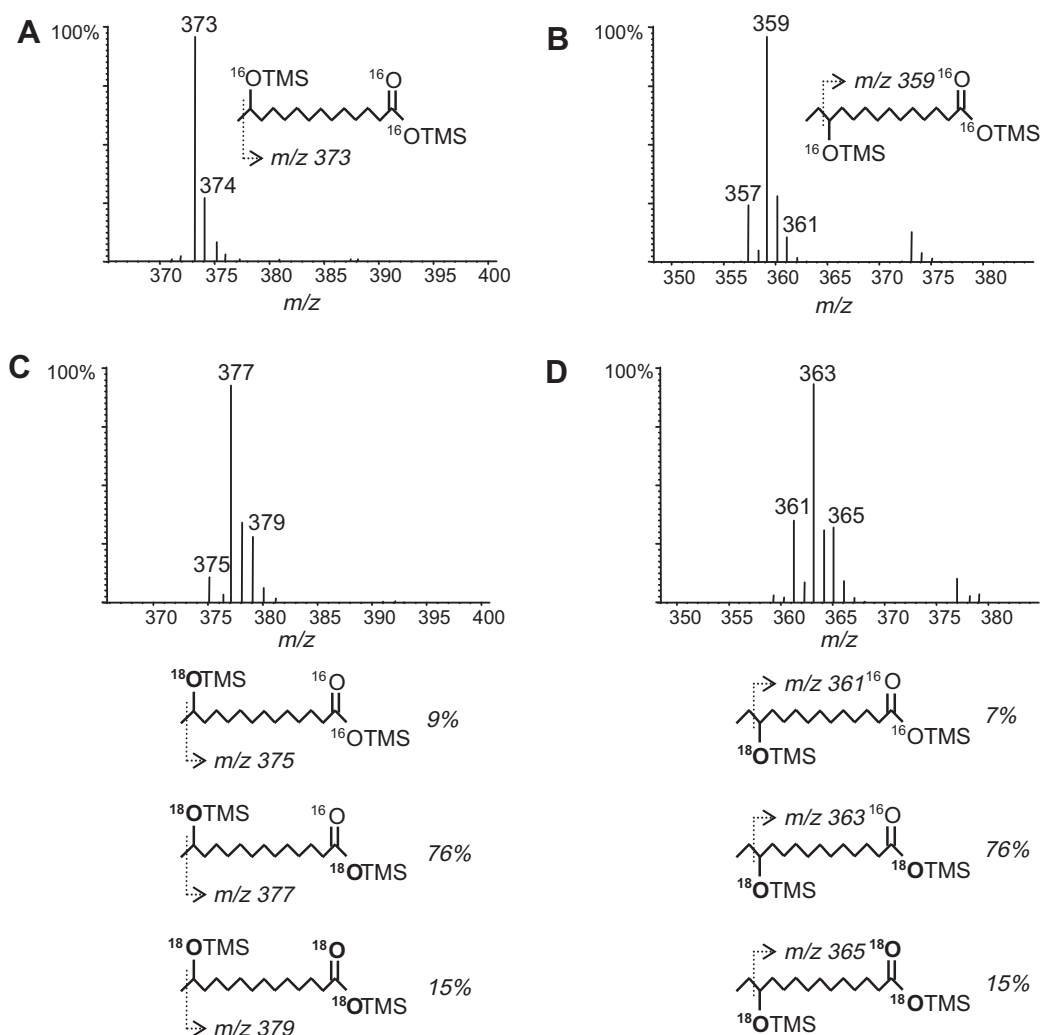 A
100%
373
374
16OTMS
16O
16OTMS
m/z 373
370 375 380 385 390 395 400
m/z
B
100%
359
357
361
m/z 359
16O
16OTMS
16OTMS
350 355 360 365 370 375 380
m/z
C
100%
377
379
375
370 375 380 385 390 395 400
m/z
D
100%
363
361
365
350 355 360 365 370 375 380
m/z
18OTMS
16O
16OTMS
m/z 375
9%
m/z 361
16O
16OTMS
18OTMS
7%
18OTMS
16O
18OTMS
m/z 377
76%
m/z 363
16O
18OTMS
18OTMS
76%
18OTMS
18O
18OTMS
m/z 379
15%
m/z 365
18O
18OTMS
18OTMS
15%